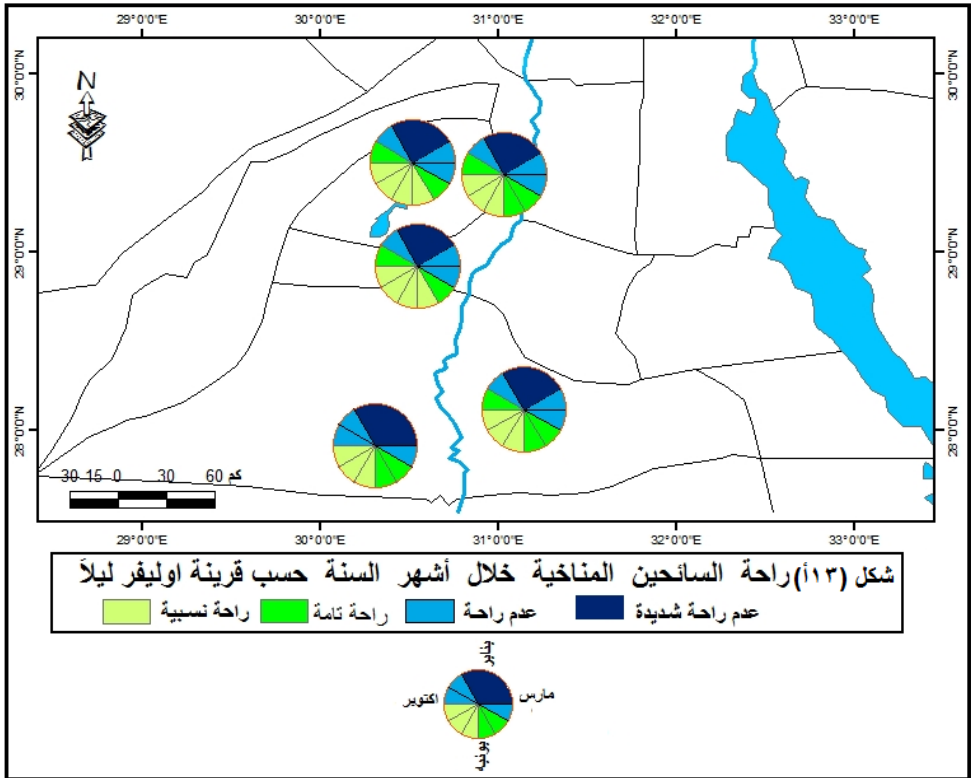 29°0'0"E 30°0'0"E 31°0'0"E 32°0'0"E 33°0'0"E
30°0'0"N 30°0'0"N
N
29°0'0"N 29°0'0"N
28°0'0"N 28°0'0"N
30 15 0 30 60 كم
29°0'0"E 30°0'0"E 31°0'0"E 32°0'0"E 33°0'0"E
شكل (١٣أ) راحة السائحين المناخية خلال أشهر السنة حسب قرينة اوليفر ليلاً
عدم راحة شديدة عدم راحة راحة تامة راحة نسبية
يناير
مارس اكتوبر
يونية